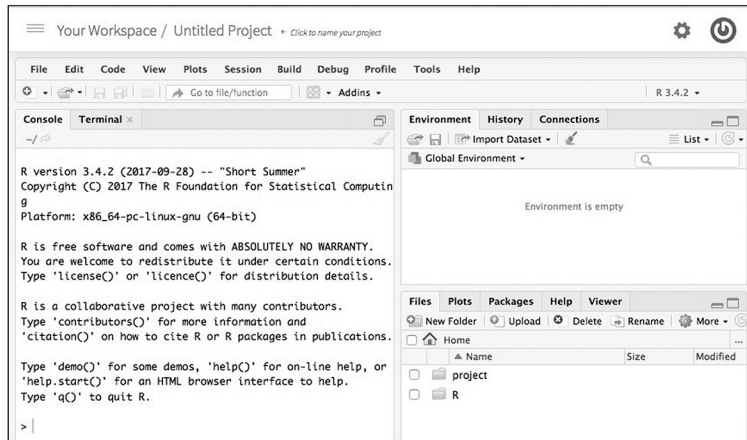 Your Workspace / Untitled Project ← Click to name your project
File Edit Code View Plots Session Build Debug Profile Tools Help
Go to file/function Addins R 3.4.2
Console Terminal
~/
R version 3.4.2 (2017-09-28) -- "Short Summer"
Copyright (C) 2017 The R Foundation for Statistical Computin
g
Platform: x86_64-pc-linux-gnu (64-bit)
R is free software and comes with ABSOLUTELY NO WARRANTY.
You are welcome to redistribute it under certain conditions.
Type 'license()' or 'licence()' for distribution details.
R is a collaborative project with many contributors.
Type 'contributors()' for more information and
'citation()' on how to cite R or R packages in publications.
Type 'demo()' for some demos, 'help()' for on-line help, or
'help.start()' for an HTML browser interface to help.
Type 'q()' to quit R.
>
Environment History Connections
Import Dataset List
Global Environment
Environment is empty
Files Plots Packages Help Viewer
New Folder Upload Delete Rename More
Home ...
Name Size Modified
project
R